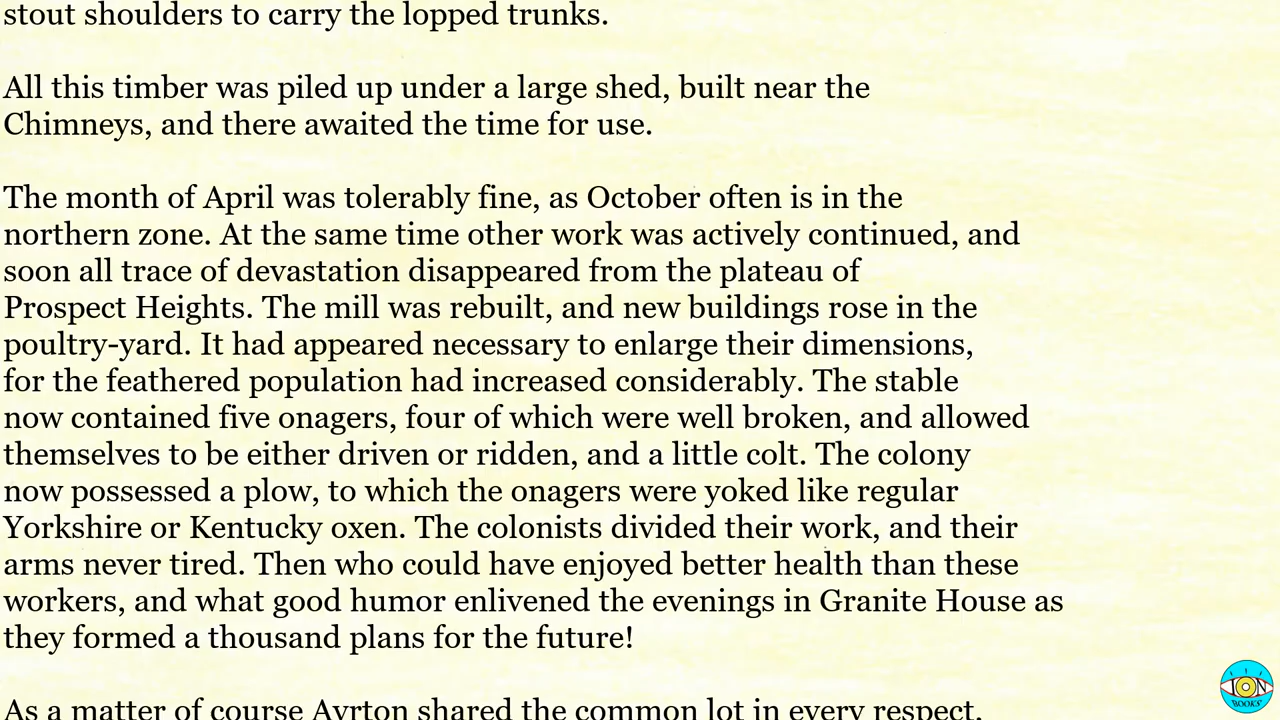 stout shoulders to carry the lopped trunks.
All this timber was piled up under a large shed, built near the
Chimneys, and there awaited the time for use.
The month of April was tolerably fine, as October often is in the
northern zone. At the same time other work was actively continued, and
soon all trace of devastation disappeared from the plateau of
Prospect Heights. The mill was rebuilt, and new buildings rose in the
poultry-yard. It had appeared necessary to enlarge their dimensions,
for the feathered population had increased considerably. The stable
now contained five onagers, four of which were well broken, and allowed
themselves to be either driven or ridden, and a little colt. The colony
now possessed a plow, to which the onagers were yoked like regular
Yorkshire or Kentucky oxen. The colonists divided their work, and their
arms never tired. Then who could have enjoyed better health than these
workers, and what good humor enlivened the evenings in Granite House as
they formed a thousand plans for the future!
As a matter of course Ayrton shared the common lot in every respect,
ION
BOOKS